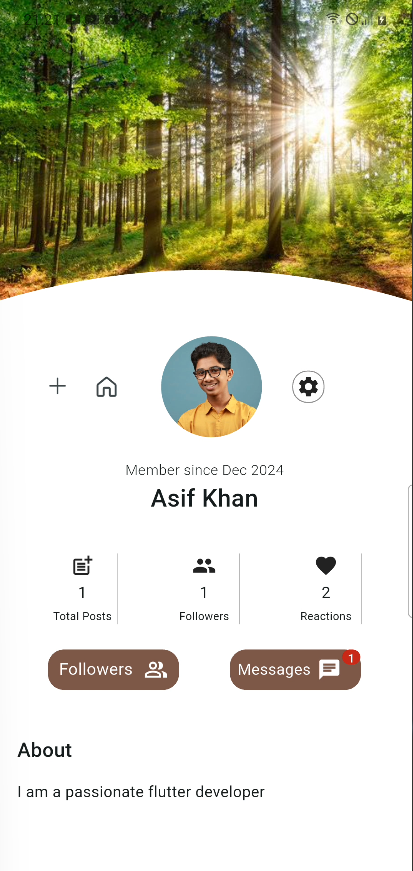 Member since Dec 2024
Asif Khan
1
1
2
Total Posts
Followers
Reactions
Followers
Messages
1
About
I am a passionate flutter developer